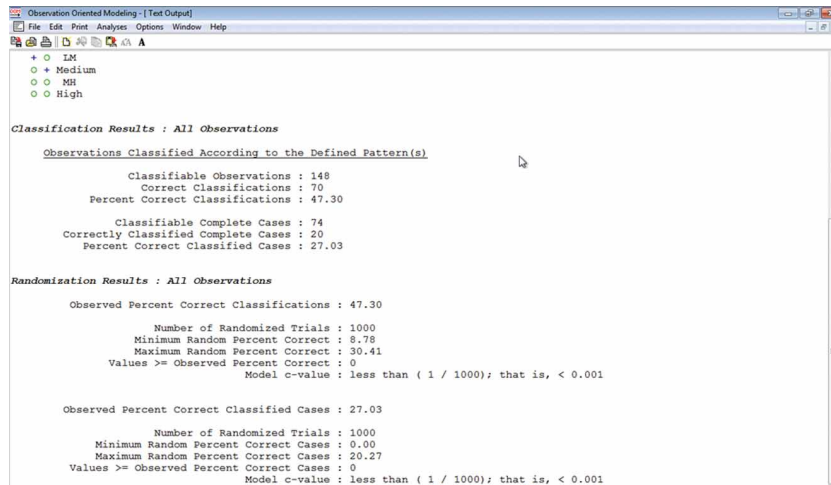 Observation Oriented Modeling - [ Text Output]
File Edit Print Analyses Options Window Help
A
+ o LM
o + Medium
o o MH
o o High
Classification Results : All Observations
Observations Classified According to the Defined Pattern(s)
Classifiable Observations : 148
Correct Classifications : 70
Percent Correct Classifications : 47.30
Classifiable Complete Cases : 74
Correctly Classified Complete Cases : 20
Percent Correct Classified Cases : 27.03
Randomization Results : All Observations
Observed Percent Correct Classifications : 47.30
Number of Randomized Trials : 1000
Minimum Random Percent Correct : 8.78
Maximum Random Percent Correct : 30.41
Values >= Observed Percent Correct : 0
Model c-value : less than ( 1 / 1000); that is, < 0.001
Observed Percent Correct Classified Cases : 27.03
Number of Randomized Trials : 1000
Minimum Random Percent Correct Cases : 0.00
Maximum Random Percent Correct Cases : 20.27
Values >= Observed Percent Correct Cases : 0
Model c-value : less than ( 1 / 1000); that is, < 0.001